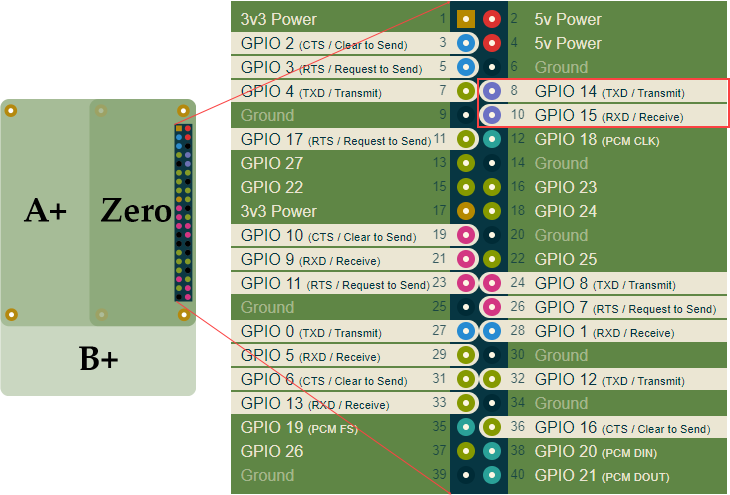 A+
Zero
B+
3v3 Power 1 2 5v Power
GPIO 2 (CTS / Clear to Send) 3 4 5v Power
GPIO 3 (RTS / Request to Send) 5 6 Ground
GPIO 4 (TXD / Transmit) 7 8 GPIO 14 (TXD / Transmit)
Ground 9 10 GPIO 15 (RXD / Receive)
GPIO 17 (RTS / Request to Send) 11 12 GPIO 18 (PCM CLK)
GPIO 27 13 14 Ground
GPIO 22 15 16 GPIO 23
3v3 Power 17 18 GPIO 24
GPIO 10 (CTS / Clear to Send) 19 20 Ground
GPIO 9 (RXD / Receive) 21 22 GPIO 25
GPIO 11 (RTS / Request to Send) 23 24 GPIO 8 (TXD / Transmit)
Ground 25 26 GPIO 7 (RTS / Request to Send)
GPIO 0 (TXD / Transmit) 27 28 GPIO 1 (RXD / Receive)
GPIO 5 (RXD / Receive) 29 30 Ground
GPIO 6 (CTS / Clear to Send) 31 32 GPIO 12 (TXD / Transmit)
GPIO 13 (RXD / Receive) 33 34 Ground
GPIO 19 (PCM FS) 35 36 GPIO 16 (CTS / Clear to Send)
GPIO 26 37 38 GPIO 20 (PCM DIN)
Ground 39 40 GPIO 21 (PCM DOUT)